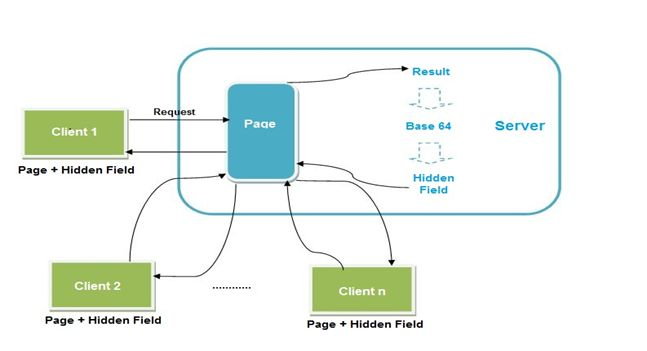 Result
Request
Page
Base 64
Server
Client 1
Page + Hidden Field
Hidden
Field
Client 2
............
Client n
Page + Hidden Field
Page + Hidden Field